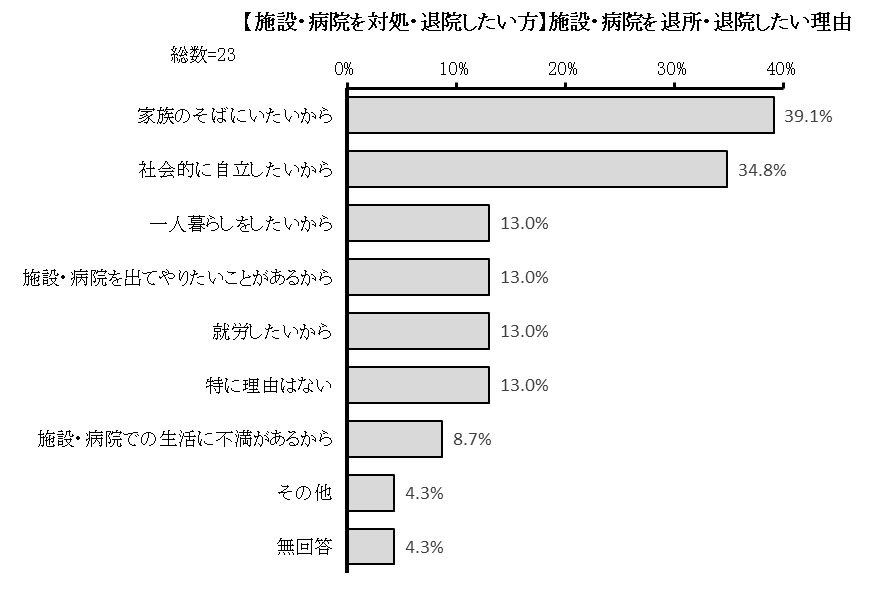 【施設・病院を対処・退院したい方】施設・病院を退所・退院したい理由
総数=23
0% 10% 20% 30% 40%
家族のそばにいたいから 39.1%
社会的に自立したいから 34.8%
一人暮らしをしたいから 13.0%
施設・病院を出てやりたいことがあるから 13.0%
就労したいから 13.0%
特に理由はない 13.0%
施設・病院での生活に不満があるから 8.7%
その他 4.3%
無回答 4.3%